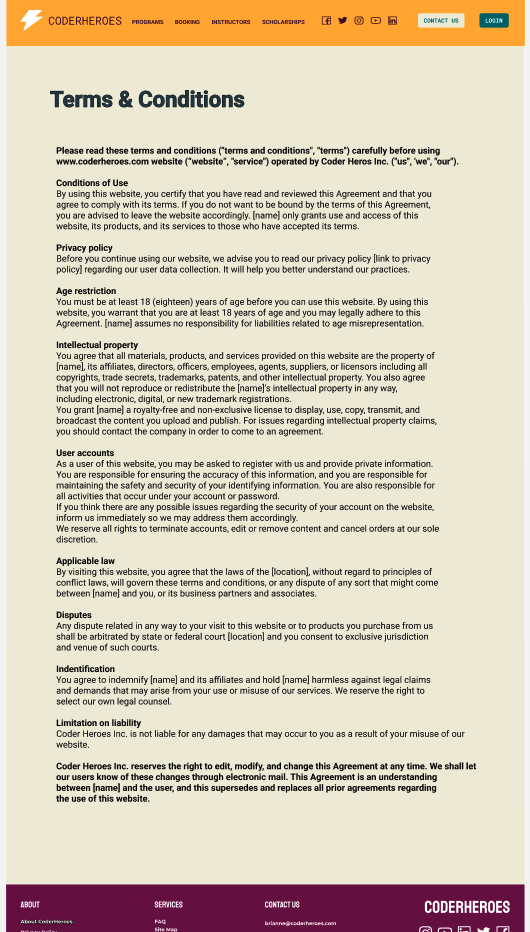 CODERHEROES PROGRAMS BOOKING INSTRUCTORS SCHOLARSHIPS CONTACT US LOGIN
Terms & Conditions
Please read these terms and conditions ("terms and conditions", "terms") carefully before using
www.coderheroes.com website ("website", "service") operated by Coder Heros Inc. ("us", 'we", "our").
Conditions of Use
By using this website, you certify that you have read and reviewed this Agreement and that you
agree to comply with its terms. If you do not want to be bound by the terms of this Agreement,
you are advised to leave the website accordingly. [name] only grants use and access of this
website, its products, and its services to those who have accepted its terms.
Privacy policy
Before you continue using our website, we advise you to read our privacy policy [link to privacy
policy] regarding our user data collection. It will help you better understand our practices.
Age restriction
You must be at least 18 (eighteen) years of age before you can use this website. By using this
website, you warrant that you are at least 18 years of age and you may legally adhere to this
Agreement. [name] assumes no responsibility for liabilities related to age misrepresentation.
Intellectual property
You agree that all materials, products, and services provided on this website are the property of
[name], its affiliates, directors, officers, employees, agents, suppliers, or licensors including all
copyrights, trade secrets, trademarks, patents, and other intellectual property. You also agree
that you will not reproduce or redistribute the [name]'s intellectual property in any way,
including electronic, digital, or new trademark registrations.
You grant [name] a royalty-free and non-exclusive license to display, use, copy, transmit, and
broadcast the content you upload and publish. For issues regarding intellectual property claims,
you should contact the company in order to come to an agreement.
User accounts
As a user of this website, you may be asked to register with us and provide private information.
You are responsible for ensuring the accuracy of this information, and you are responsible for
maintaining the safety and security of your identifying information. You are also responsible for
all activities that occur under your account or password.
If you think there are any possible issues regarding the security of your account on the website,
inform us immediately so we may address them accordingly.
We reserve all rights to terminate accounts, edit or remove content and cancel orders at our sole
discretion.
Applicable law
By visiting this website, you agree that the laws of the [location], without regard to principles of
conflict laws, will govern these terms and conditions, or any dispute of any sort that might come
between [name] and you, or its business partners and associates.
Disputes
Any dispute related in any way to your visit to this website or to products you purchase from us
shall be arbitrated by state or federal court [location] and you consent to exclusive jurisdiction
and venue of such courts.
Indentification
You agree to indemnify [name] and its affiliates and hold [name] harmless against legal claims
and demands that may arise from your use or misuse of our services. We reserve the right to
select our own legal counsel.
Limitation on liability
Coder Heroes Inc. is not liable for any damages that may occur to you as a result of your misuse of our
website.
Coder Heroes Inc. reserves the right to edit, modify, and change this Agreement at any time. We shall let
our users know of these changes through electronic mail. This Agreement is an understanding
between [name] and the user, and this supersedes and replaces all prior agreements regarding
the use of this website.
ABOUT SERVICES CONTACT US CODERHEROES
About CoderHeroes FAQ brianne@coderheroes.com
Privacy Policy Site Map